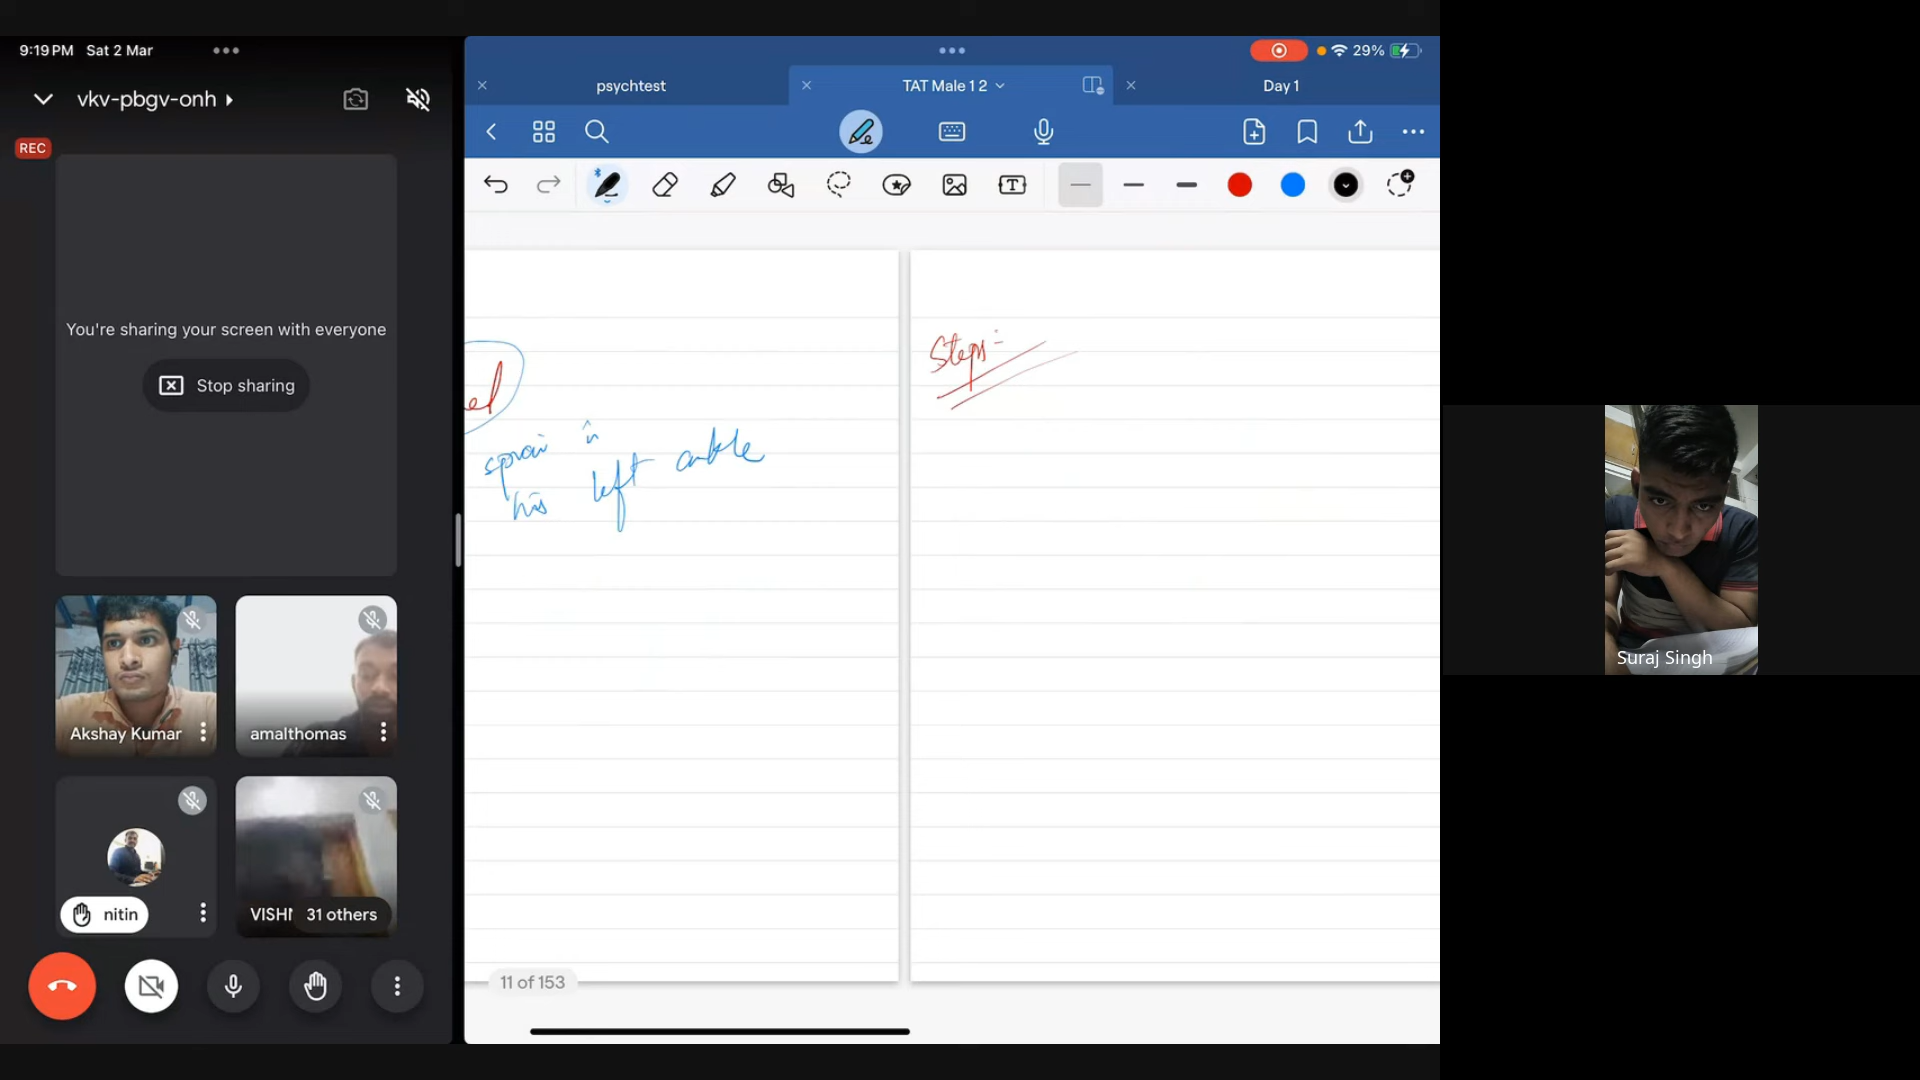 9:19 PM Sat 2 Mar
29%
vkv-pbgv-onh
REC
psychtest
TAT Male 1 2
Day 1
You're sharing your screen with everyone
Stop sharing
Akshay Kumar
amalthomas
nitin
VISHI 31 others
el
sprai in
his left ankle
11 of 153
Steps:-
Suraj Singh